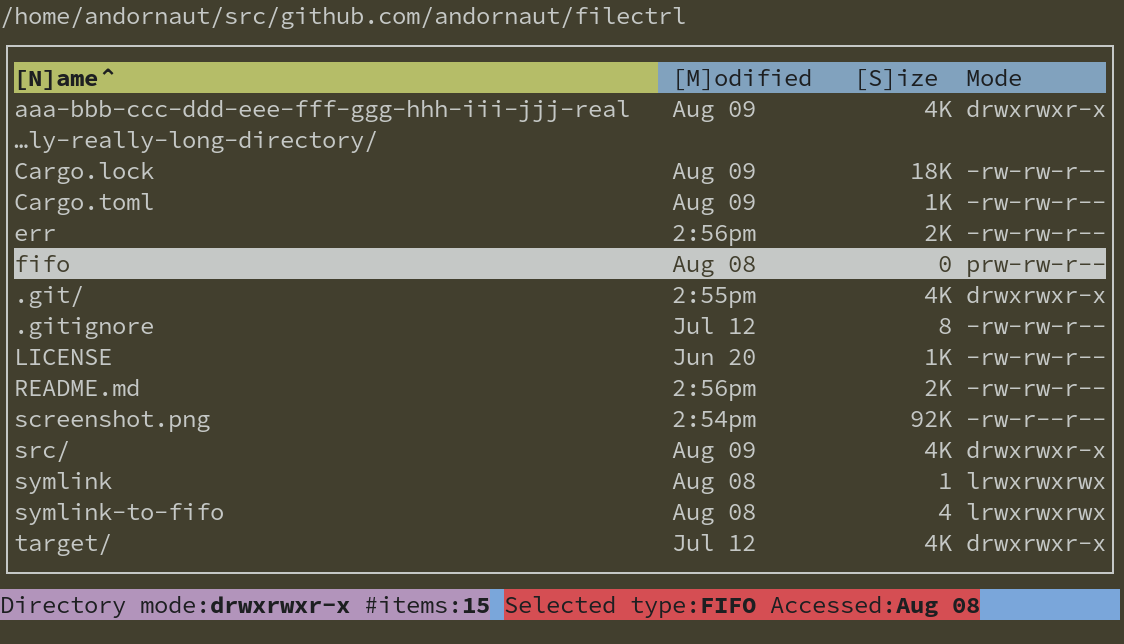 /home/andornaut/src/github.com/andornaut/filectrl
[N]ame^ [M]odified [S]ize Mode
aaa-bbb-ccc-ddd-eee-fff-ggg-hhh-iii-jjj-real Aug 09 4K drwxrwxr-x
…ly-really-long-directory/
Cargo.lock Aug 09 18K -rw-rw-r--
Cargo.toml Aug 09 1K -rw-rw-r--
err 2:56pm 2K -rw-rw-r--
fifo Aug 08 0 prw-rw-r--
.git/ 2:55pm 4K drwxrwxr-x
.gitignore Jul 12 8 -rw-rw-r--
LICENSE Jun 20 1K -rw-rw-r--
README.md 2:56pm 2K -rw-rw-r--
screenshot.png 2:54pm 92K -rw-r--r--
src/ Aug 09 4K drwxrwxr-x
symlink Aug 08 1 lrwxrwxrwx
symlink-to-fifo Aug 08 4 lrwxrwxrwx
target/ Jul 12 4K drwxrwxr-x
Directory mode:drwxrwxr-x #items:15 Selected type:FIFO Accessed:Aug 08